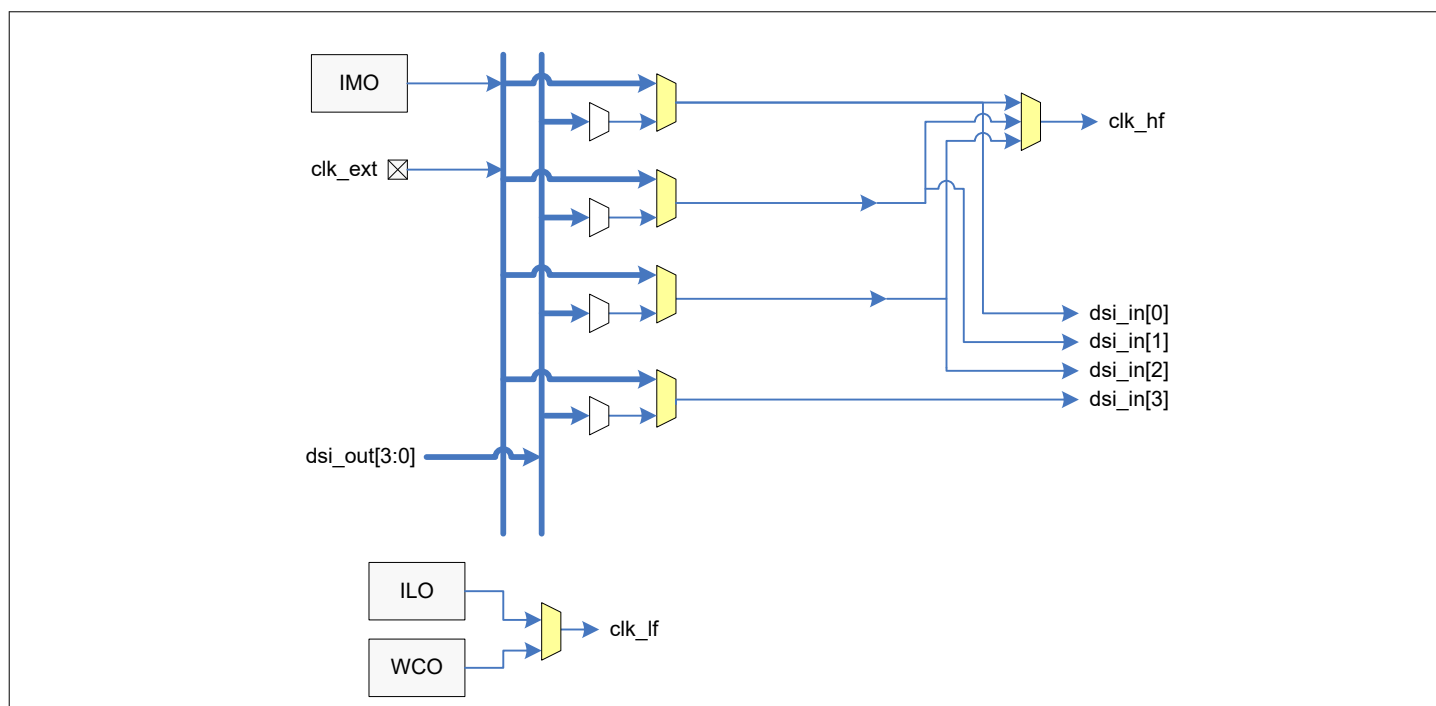 IMO
clk_hf
clk_ext
dsi_in[0]
dsi_in[1]
dsi_in[2]
dsi_in[3]
dsi_out[3:0]
ILO
clk_lf
WCO